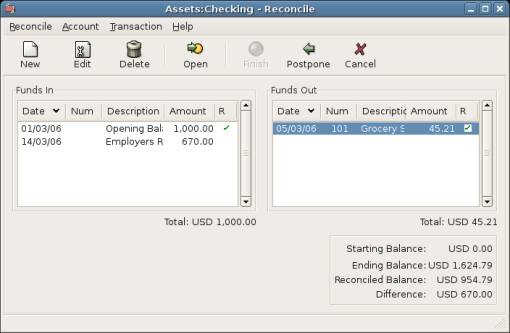 Assets:Checking - Reconcile
Reconcile Account Transaction Help
New Edit Delete Open Finish Postpone Cancel
Funds In
Date Num Description Amount R
01/03/06 Opening Bal 1,000.00 ✓
14/03/06 Employers R 670.00
Total: USD 1,000.00
Funds Out
Date Num Descriptic Amount R
05/03/06 101 Grocery S 45.21
Total: USD 45.21
Starting Balance: USD 0.00
Ending Balance: USD 1,624.79
Reconciled Balance: USD 954.79
Difference: USD 670.00